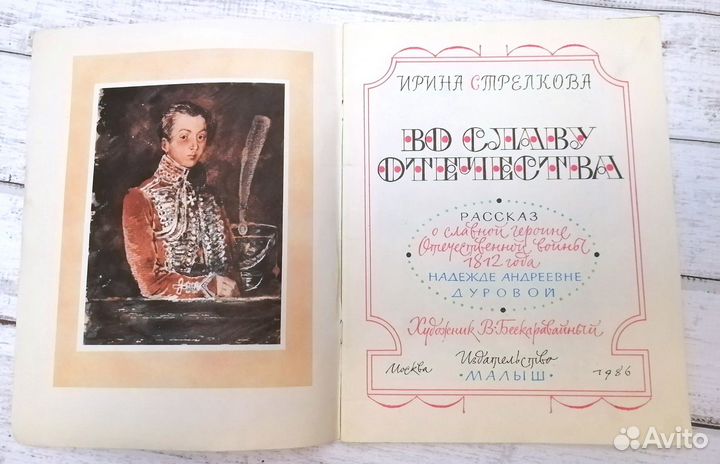 ИРИНА СТРЕЛКОВА
ВО СЛАВУ
ОТЕЧЕСТВА
РАССКАЗ
о славной героине
Отечественной войны
1812 года
НАДЕЖДЕ АНДРЕЕВНЕ
ДУРОВОЙ
Художник В. Бескаравайный
Издательство
Москва • МАЛЫШ • 1986
Avito